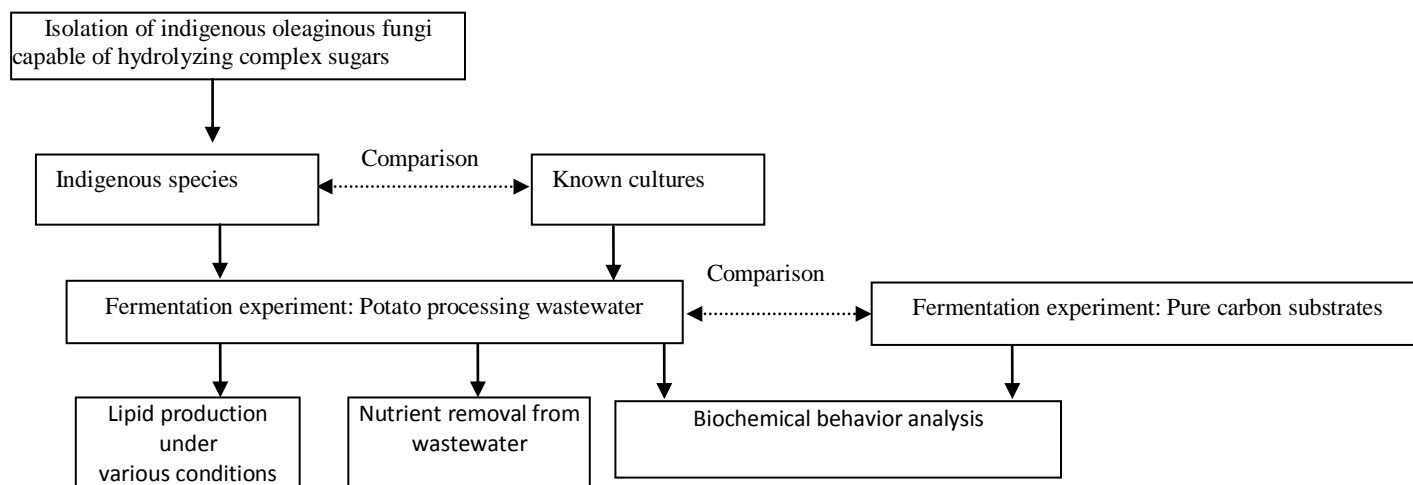 Isolation of indigenous oleaginous fungi
capable of hydrolyzing complex sugars
Comparison
Indigenous species
Known cultures
Comparison
Fermentation experiment: Potato processing wastewater
Fermentation experiment: Pure carbon substrates
Lipid production
under
various conditions
Nutrient removal from
wastewater
Biochemical behavior analysis